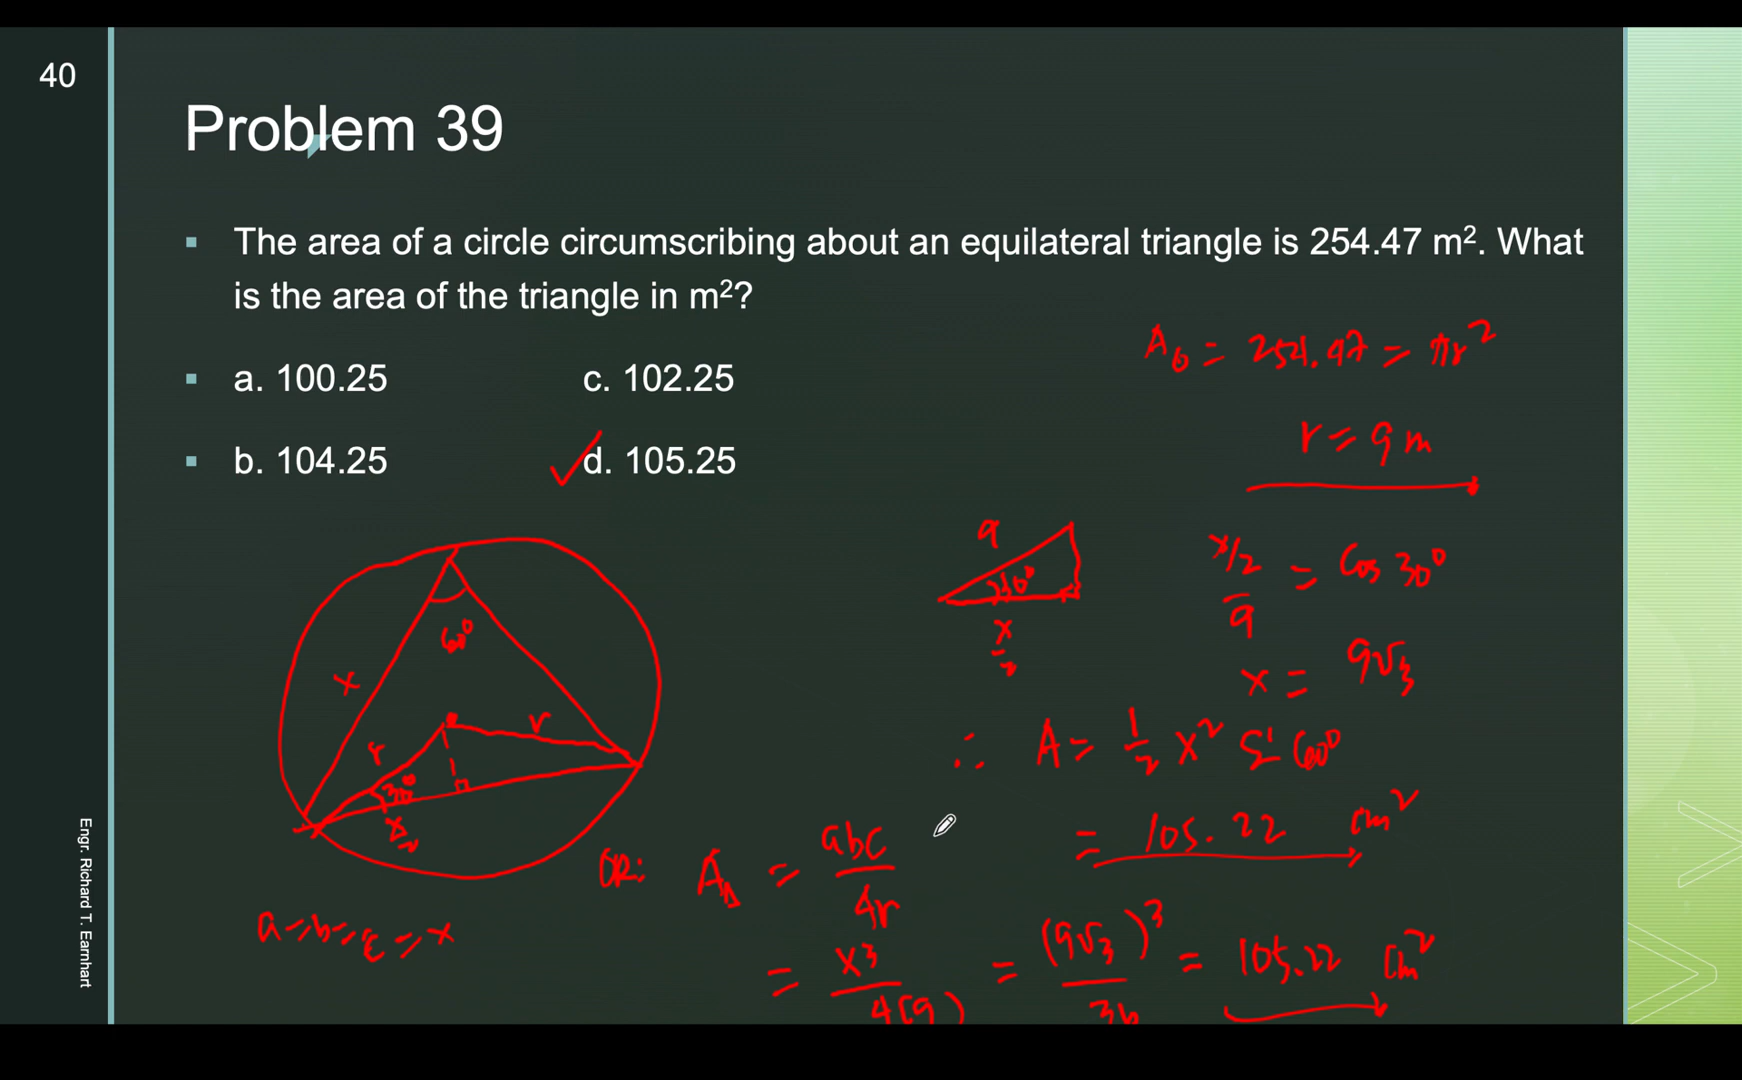 40
Problem 39
The area of a circle circumscribing about an equilateral triangle is 254.47 m². What
is the area of the triangle in m²?
a. 100.25 c. 102.25
b. 104.25 d. 105.25
A = 254.47 = πr²
r = 9 m
9
30°
x/2
x/2 / 9 = Cos 30°
x = 9√3
∴ A = 1/2 x² Si 60°
= 105.22 cm²
60°
x
r
r
30°
x/2
a=b=c=x
OR: A△ = abc/4r
= x³/4(9) = (9√3)³/36 = 105.22 cm²
Engr. Richard T. Earnhart